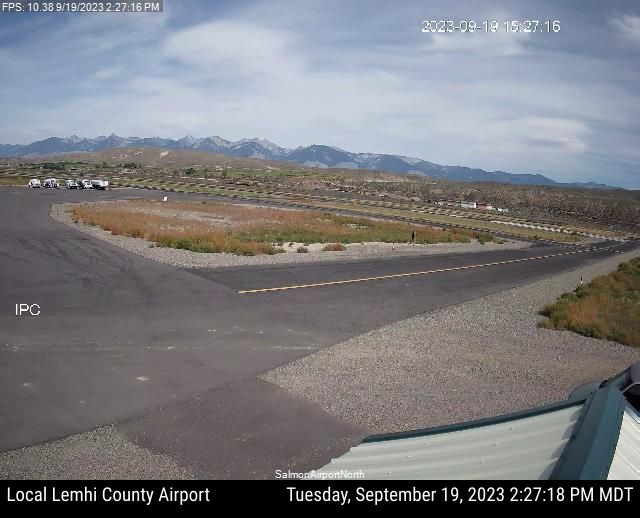 FPS: 10.38 9/19/2023 2:27:16 PM
2023-09-19 15:27:16
IPC
SalmonAirportNorth
Local Lemhi County Airport Tuesday, September 19, 2023 2:27:18 PM MDT